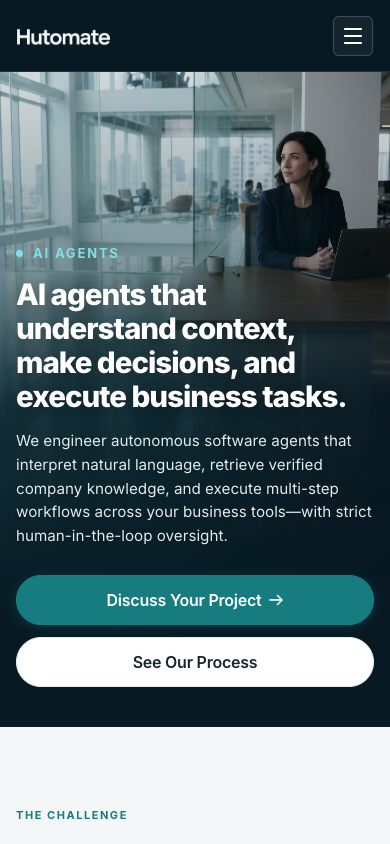 Hutomate
AI AGENTS
AI agents that
understand context,
make decisions, and
execute business tasks.
We engineer autonomous software agents that
interpret natural language, retrieve verified
company knowledge, and execute multi-step
workflows across your business tools—with strict
human-in-the-loop oversight.
Discuss Your Project →
See Our Process
THE CHALLENGE